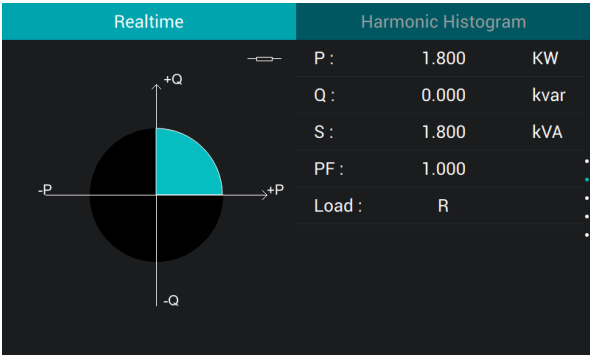 Realtime Harmonic Histogram
+Q
-P
+P
-Q
P : 1.800 KW
Q : 0.000 kvar
S : 1.800 kVA
PF : 1.000
Load : R